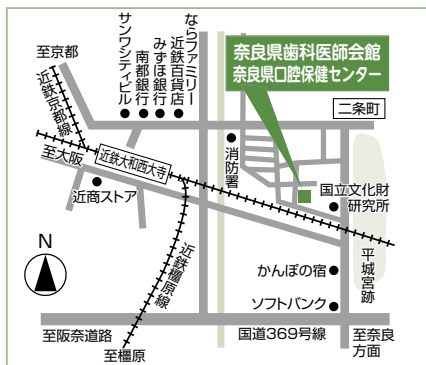 奈良県歯科医師会館
奈良県口腔保健センター
ならファミリー
近鉄百貨店
みずほ銀行
南都銀行
サンワシティビル
至京都
近鉄京都線
二条町
至大阪
近鉄大和西大寺
消防署
近商ストア
国立文化財
研究所
N
近鉄橿原線
かんぽの宿
平城宮跡
ソフトバンク
至阪奈道路
国道369号線
至奈良
方面
至橿原